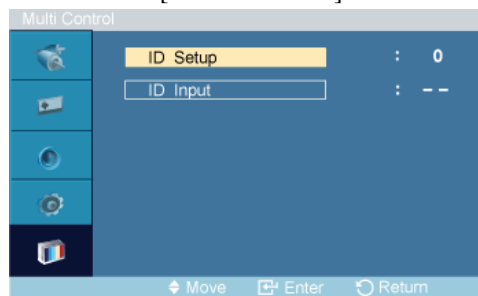 Multi Control
ID Setup : 0
ID Input : – –
Move Enter Return